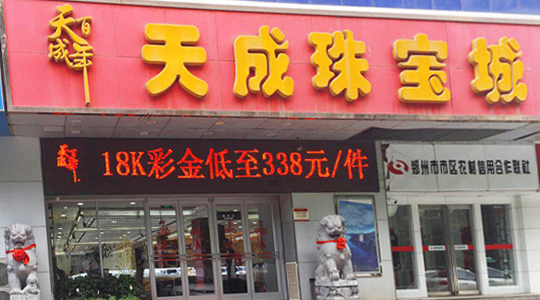 百年
天成
天成珠宝城
18K彩金低至338元/件
郑州市市区农村信用合作联社